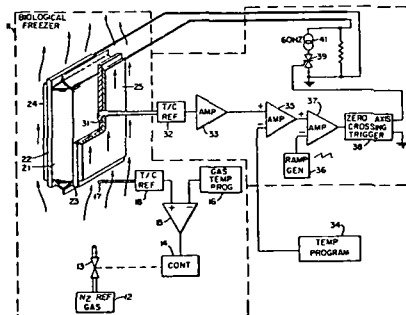 11
BIOLOGICAL
FREEZER
60HZ
41
39
25
24
31
T/C
REF
32
AMP
33
+
AMP
35
-
37
+
AMP
-
ZERO AXIS
CROSSING
TRIGGER
38
RAMP
GEN
36
22
21
23
17
T/C
REF
18
GAS
TEMP
PROG
16
+ -
15
TEMP PROGRAM
34
13
CONT
14
N2 REF
GAS
12